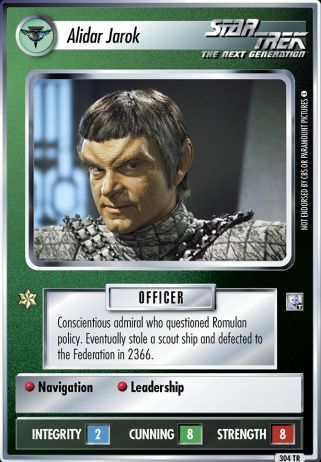 Alidar Jarok
STAR TREK
THE NEXT GENERATION
NOT ENDORSED BY CBS OR PARAMOUNT PICTURES
OFFICER
Conscientious admiral who questioned Romulan
policy. Eventually stole a scout ship and defected to
the Federation in 2366.
Navigation Leadership
INTEGRITY 2 CUNNING 8 STRENGTH 8
304 TR